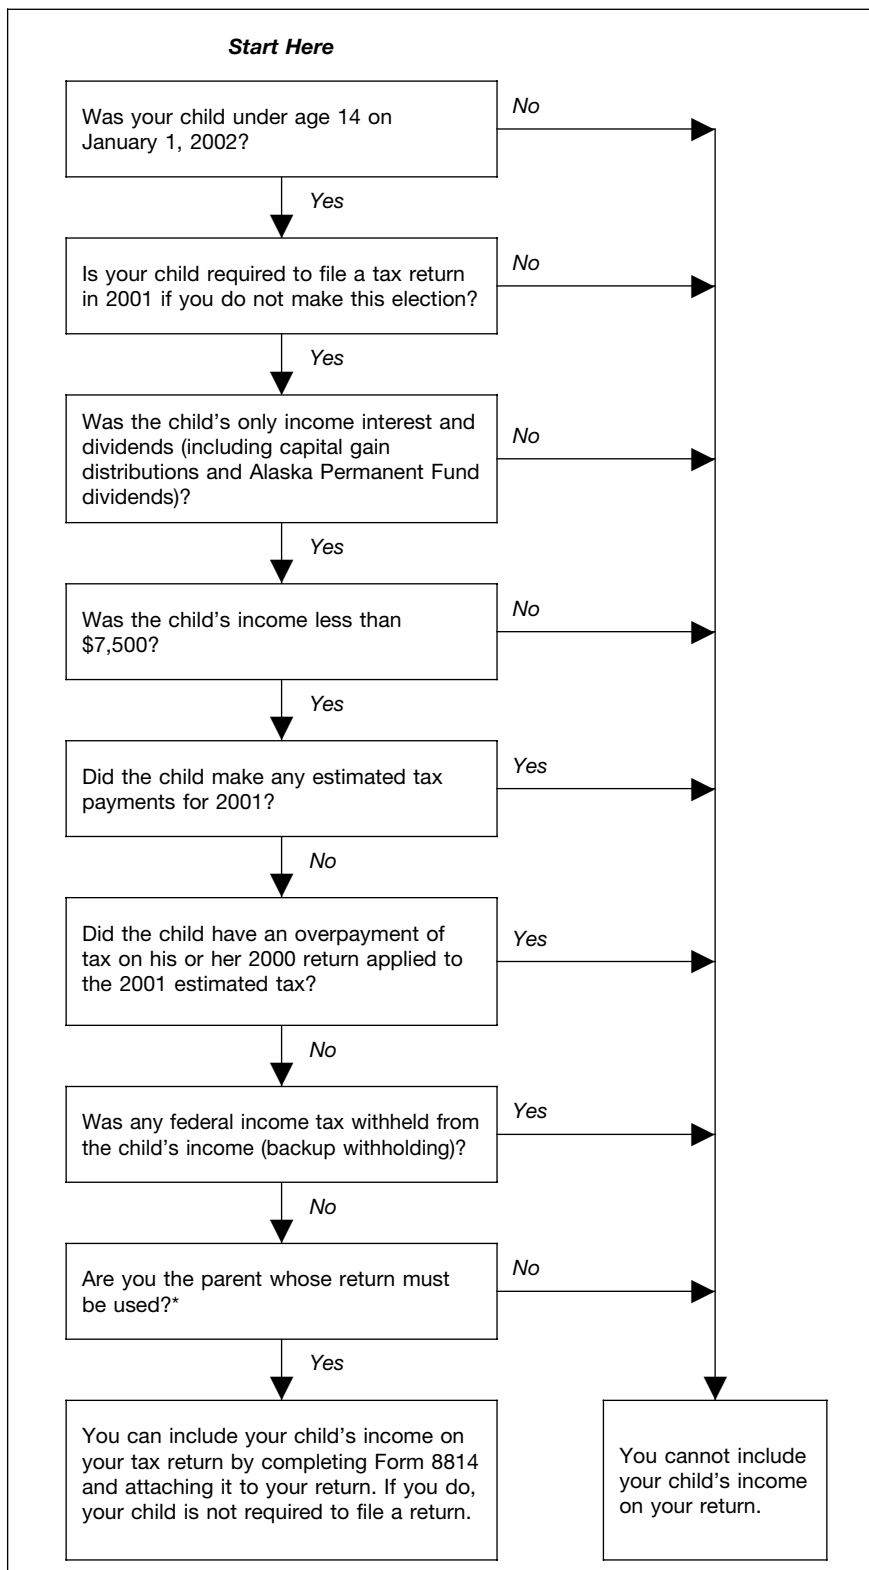 Start Here
Was your child under age 14 on
January 1, 2002?
No
Yes
Is your child required to file a tax return
in 2001 if you do not make this election?
No
Yes
Was the child’s only income interest and
dividends (including capital gain
distributions and Alaska Permanent Fund
dividends)?
No
Yes
Was the child’s income less than
$7,500?
No
Yes
Did the child make any estimated tax
payments for 2001?
Yes
No
Did the child have an overpayment of
tax on his or her 2000 return applied to
the 2001 estimated tax?
Yes
No
Was any federal income tax withheld from
the child’s income (backup withholding)?
Yes
No
Are you the parent whose return must
be used?*
No
Yes
You can include your child’s income on
your tax return by completing Form 8814
and attaching it to your return. If you do,
your child is not required to file a return.
You cannot include
your child’s income
on your return.